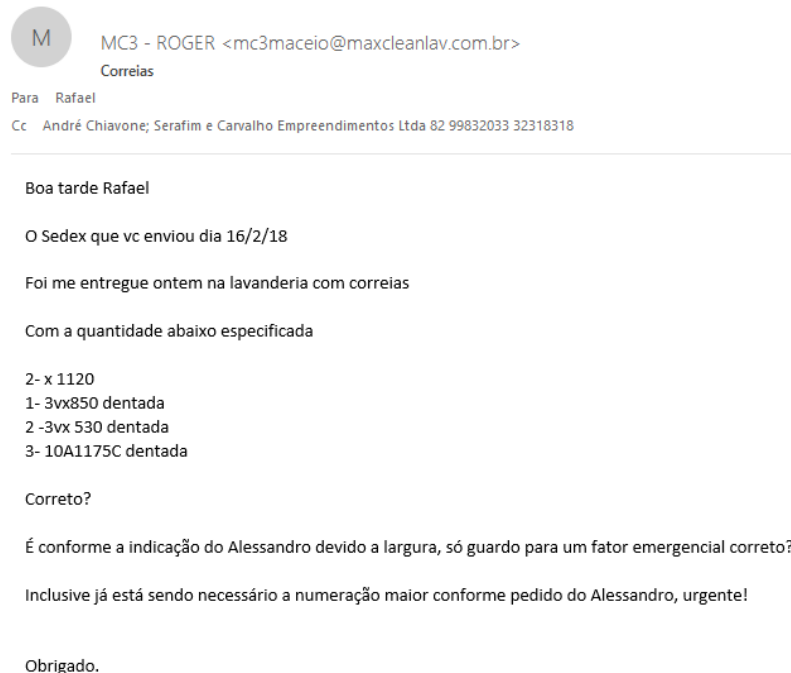 M
MC3 - ROGER <mc3maceio@maxcleanlav.com.br>
Correias
Para Rafael
Cc André Chiavone; Serafim e Carvalho Empreendimentos Ltda 82 99832033 32318318
Boa tarde Rafael
O Sedex que vc enviou dia 16/2/18
Foi me entregue ontem na lavanderia com correias
Com a quantidade abaixo especificada
2- x 1120
1- 3vx850 dentada
2 -3vx 530 dentada
3- 10A1175C dentada
Correto?
É conforme a indicação do Alessandro devido a largura, só guardo para um fator emergencial correto?
Inclusive já está sendo necessário a numeração maior conforme pedido do Alessandro, urgente!
Obrigado.